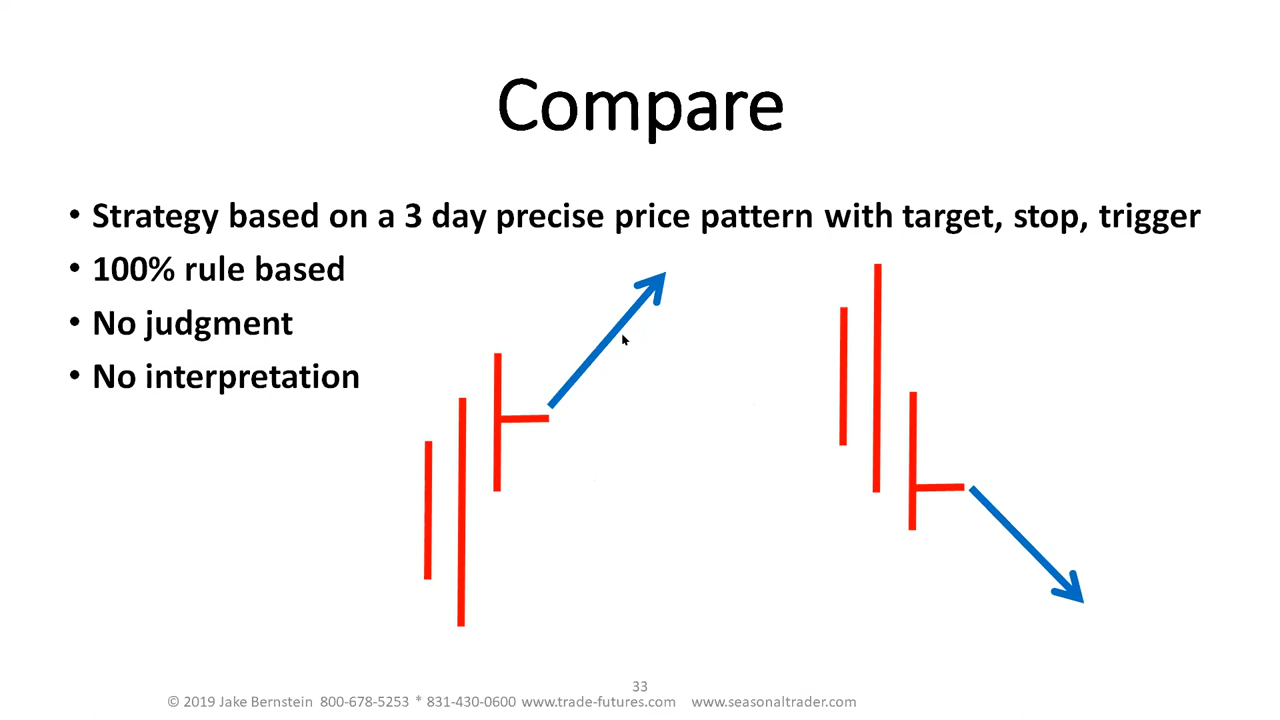 Compare
• Strategy based on a 3 day precise price pattern with target, stop, trigger
• 100% rule based
• No judgment
• No interpretation
33
© 2019 Jake Bernstein 800-678-5253 * 831-430-0600 www.trade-futures.com www.seasonaltrader.com